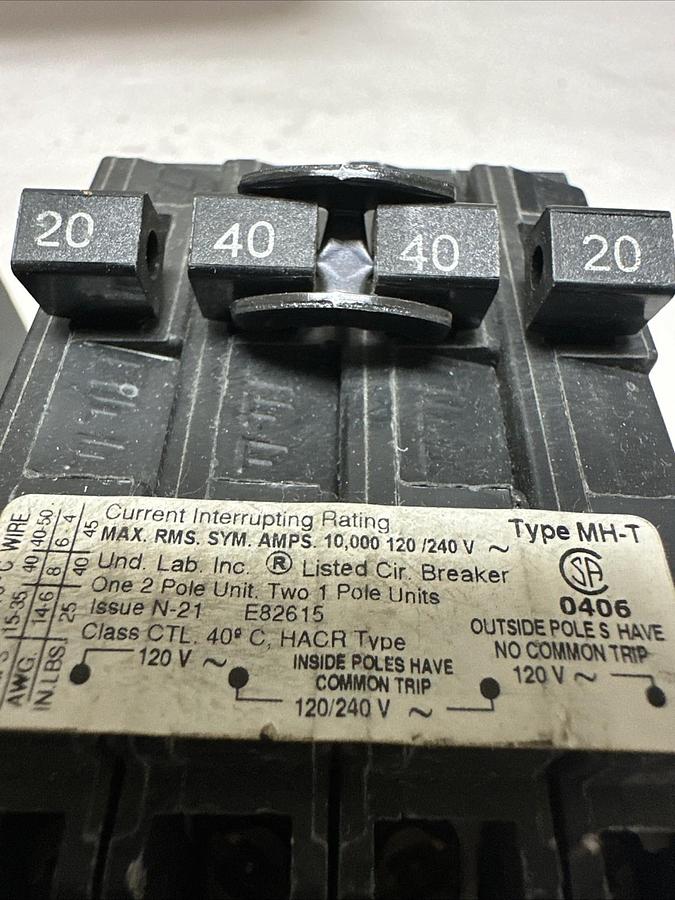 20 40 40 20
Current Interrupting Rating
MAX. RMS. SYM. AMPS. 10,000 120 /240 V ~
Type MH-T
Und. Lab. Inc. ® Listed Cir. Breaker
One 2 Pole Unit. Two 1 Pole Units
Issue N-21 E82615
Class CTL. 40º C, HACR Type
SA
0406
OUTSIDE POLES HAVE
NO COMMON TRIP
120 V ~
INSIDE POLES HAVE
COMMON TRIP
120/240 V ~
120 V ~
WIRE
15-35 40 40-50
AWG. 14-6 8 6-4
IN.LBS. 25 40 45